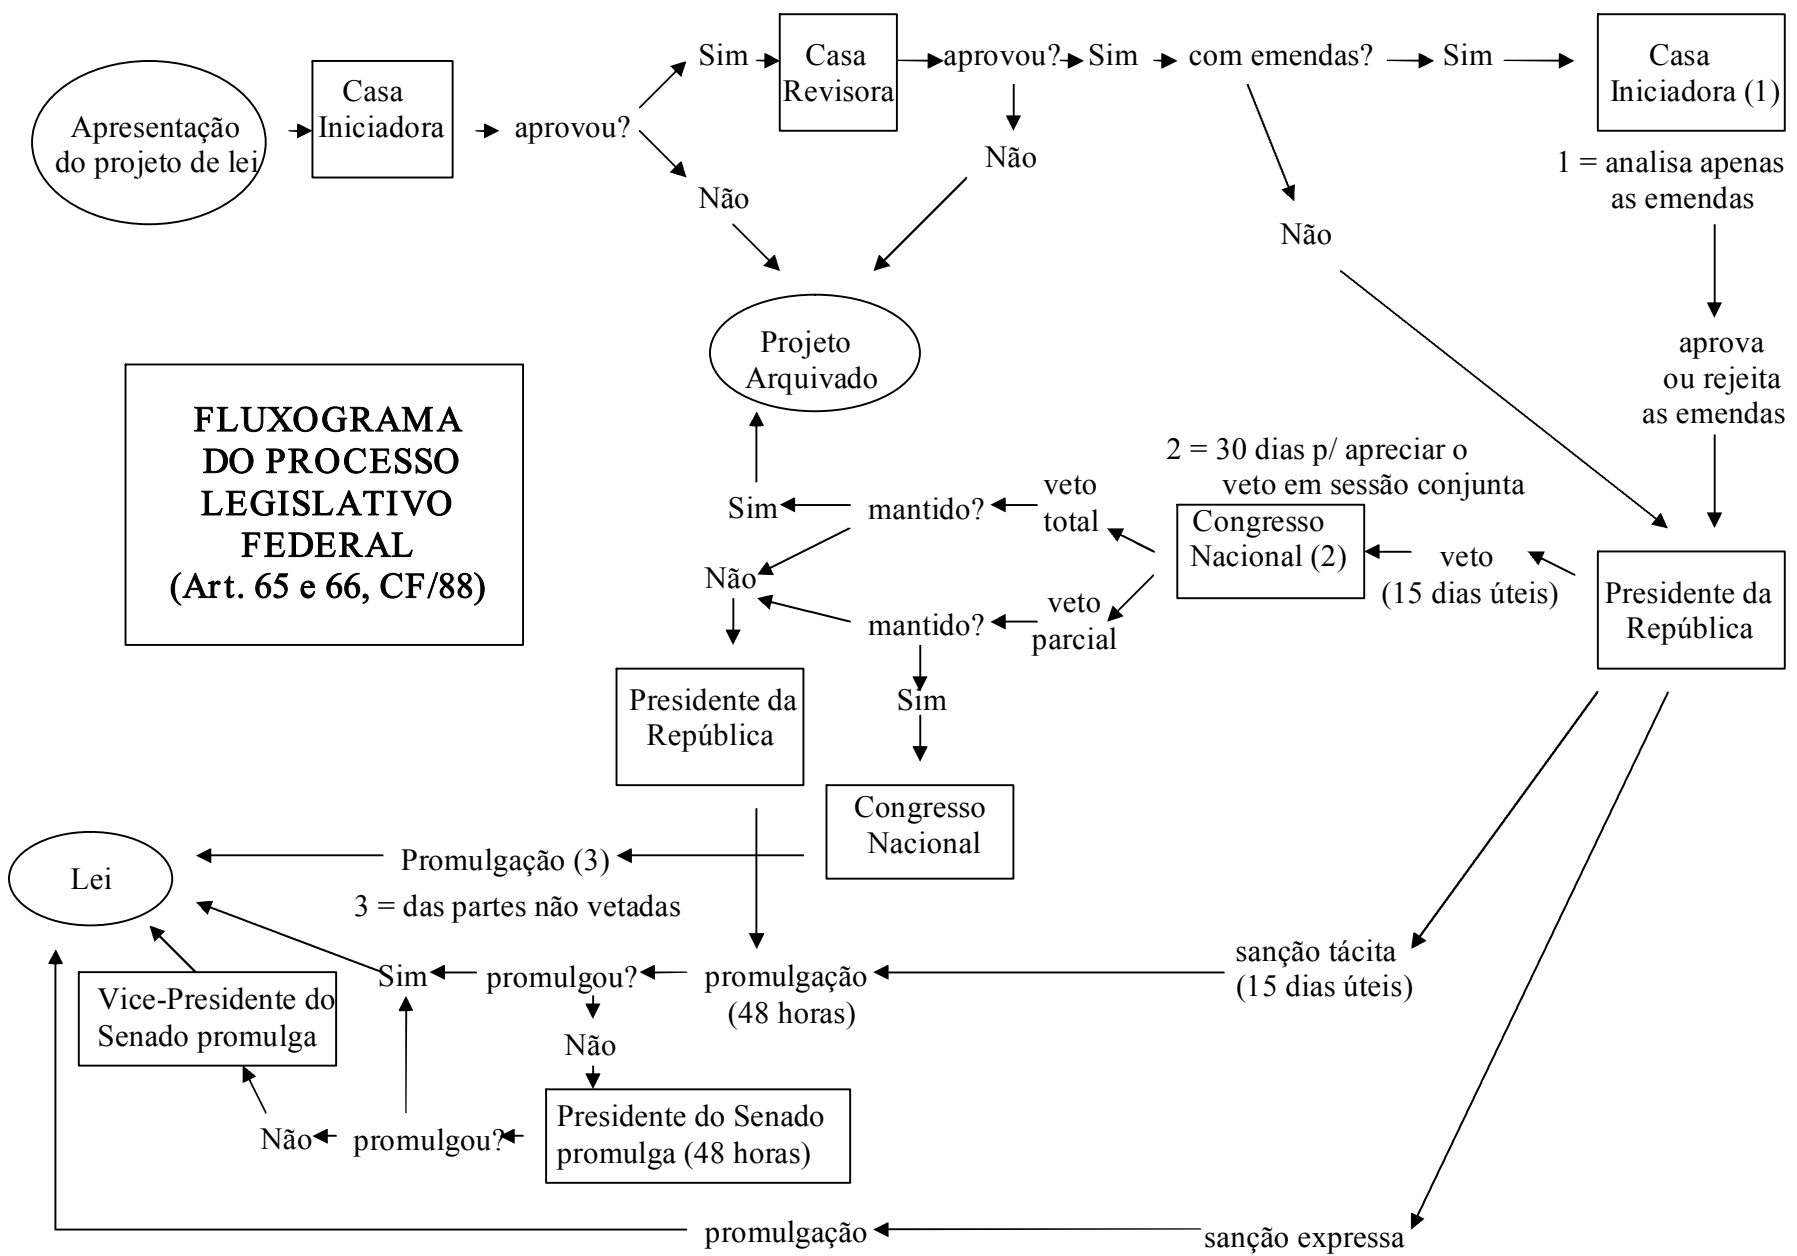 Apresentação
do projeto de lei
Casa
Iniciadora
aprovou?
Sim
Não
Casa
Revisora
aprovou?
Sim
Não
com emendas?
Sim
Não
Casa
Iniciadora (1)
1 = analisa apenas
as emendas
aprova
ou rejeita
as emendas
Projeto
Arquivado
FLUXOGRAMA
DO PROCESSO
LEGISLATIVO
FEDERAL
(Art. 65 e 66, CF/88)
2 = 30 dias p/ apreciar o
veto em sessão conjunta
Sim
mantido?
veto
total
Congresso
Nacional (2)
veto
(15 dias úteis)
Presidente da
República
Não
mantido?
veto
parcial
Sim
Presidente da
República
Congresso
Nacional
Lei
Promulgação (3)
3 = das partes não vetadas
Sim
promulgou?
promulgação
(48 horas)
sanção tácita
(15 dias úteis)
Vice-Presidente do
Senado promulga
Não
Não
promulgou?
Presidente do Senado
promulga (48 horas)
promulgação
sanção expressa